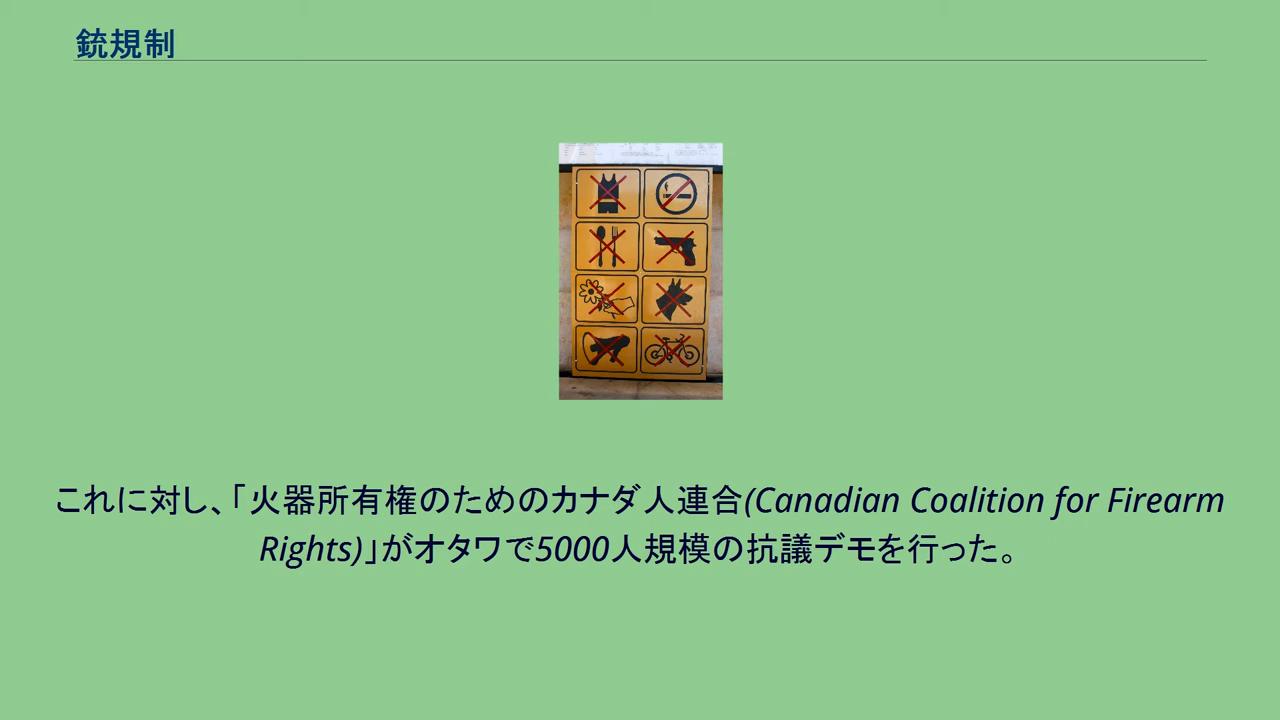 銃規制
これに対し、「火器所有権のためのカナダ人連合(Canadian Coalition for Firearm
Rights)」がオタワで5000人規模の抗議デモを行った。